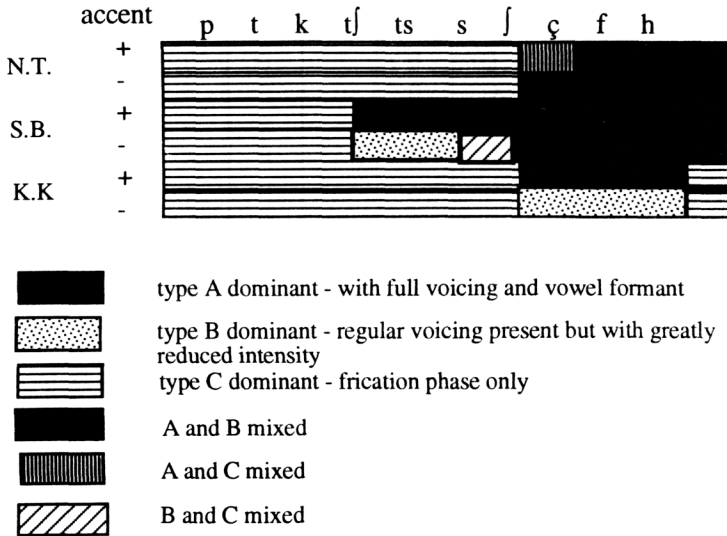 accent p t k tʃ ts s ʃ ç f h
N.T. +
-
S.B. +
-
K.K +
-
type A dominant - with full voicing and vowel formant
type B dominant - regular voicing present but with greatly
reduced intensity
type C dominant - frication phase only
A and B mixed
A and C mixed
B and C mixed